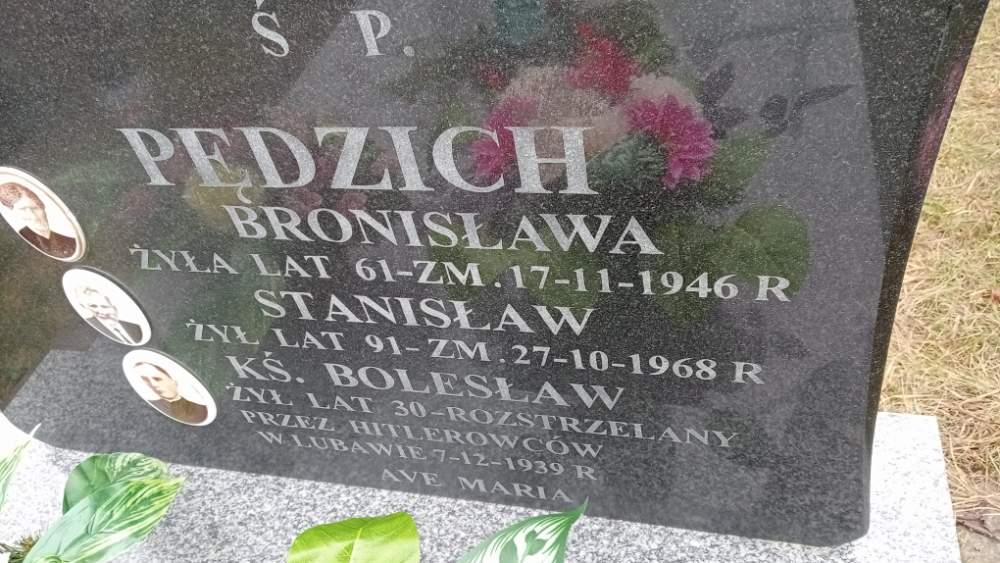 Ś P.
PĘDZICH
BRONISŁAWA
ŻYŁA LAT 61-ZM. 17-11-1946 R
STANISŁAW
ŻYŁ LAT 91-ZM. 27-10-1968 R
KŚ. BOLESŁAW
ŻYŁ LAT 30-ROZSTRZELANY
PRZEZ HITLEROWCÓW
W LUBAWIE 7-12-1939 R
AVE MARIA